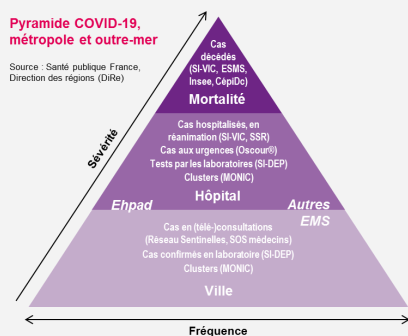 Pyramide COVID-19,
métropole et outre-mer
Source : Santé publique France,
Direction des régions (DiRe)
Sévérité
Cas
décédés
(SI-VIC, ESMS,
Insee, CépiDc)
Mortalité
Cas hospitalisés, en
réanimation (SI-VIC, SSR)
Cas aux urgences (Oscour®)
Tests par les laboratoires (SI-DEP)
Clusters (MONIC)
Hôpital
Ehpad
Autres
EMS
Cas en (télé-)consultations
(Réseau Sentinelles, SOS médecins)
Cas confirmés en laboratoire (SI-DEP)
Clusters (MONIC)
Ville
Fréquence